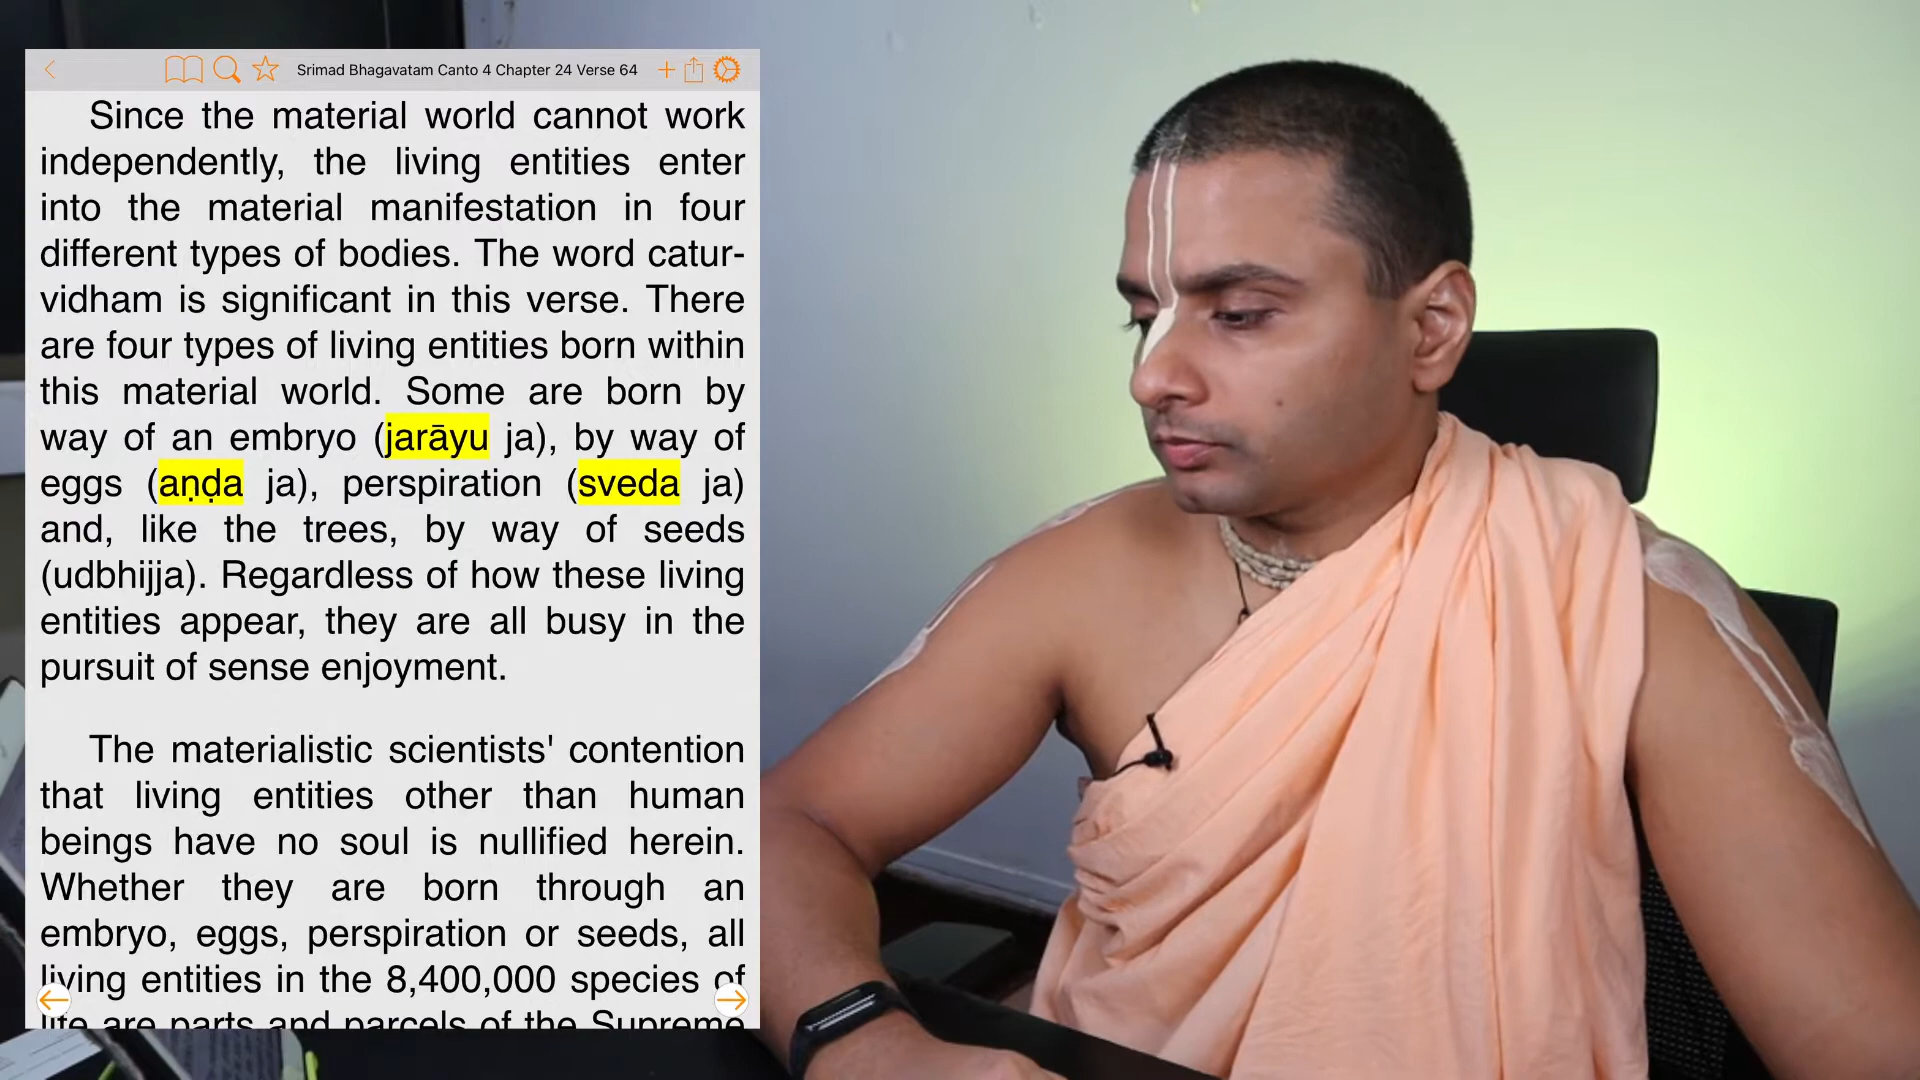 Srimad Bhagavatam Canto 4 Chapter 24 Verse 64
Since the material world cannot work
independently, the living entities enter
into the material manifestation in four
different types of bodies. The word catur-
vidham is significant in this verse. There
are four types of living entities born within
this material world. Some are born by
way of an embryo (jarāyu ja), by way of
eggs (aṇḍa ja), perspiration (sveda ja)
and, like the trees, by way of seeds
(udbhijja). Regardless of how these living
entities appear, they are all busy in the
pursuit of sense enjoyment.
The materialistic scientists' contention
that living entities other than human
beings have no soul is nullified herein.
Whether they are born through an
embryo, eggs, perspiration or seeds, all
living entities in the 8,400,000 species of
life are parts and parcels of the Supreme